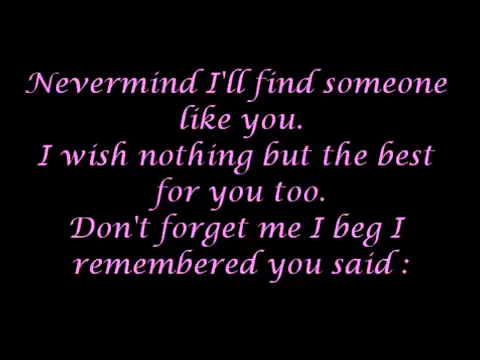 Nevermind I'll find someone
like you.
I wish nothing but the best
for you too.
Don't forget me I beg I
remembered you said :